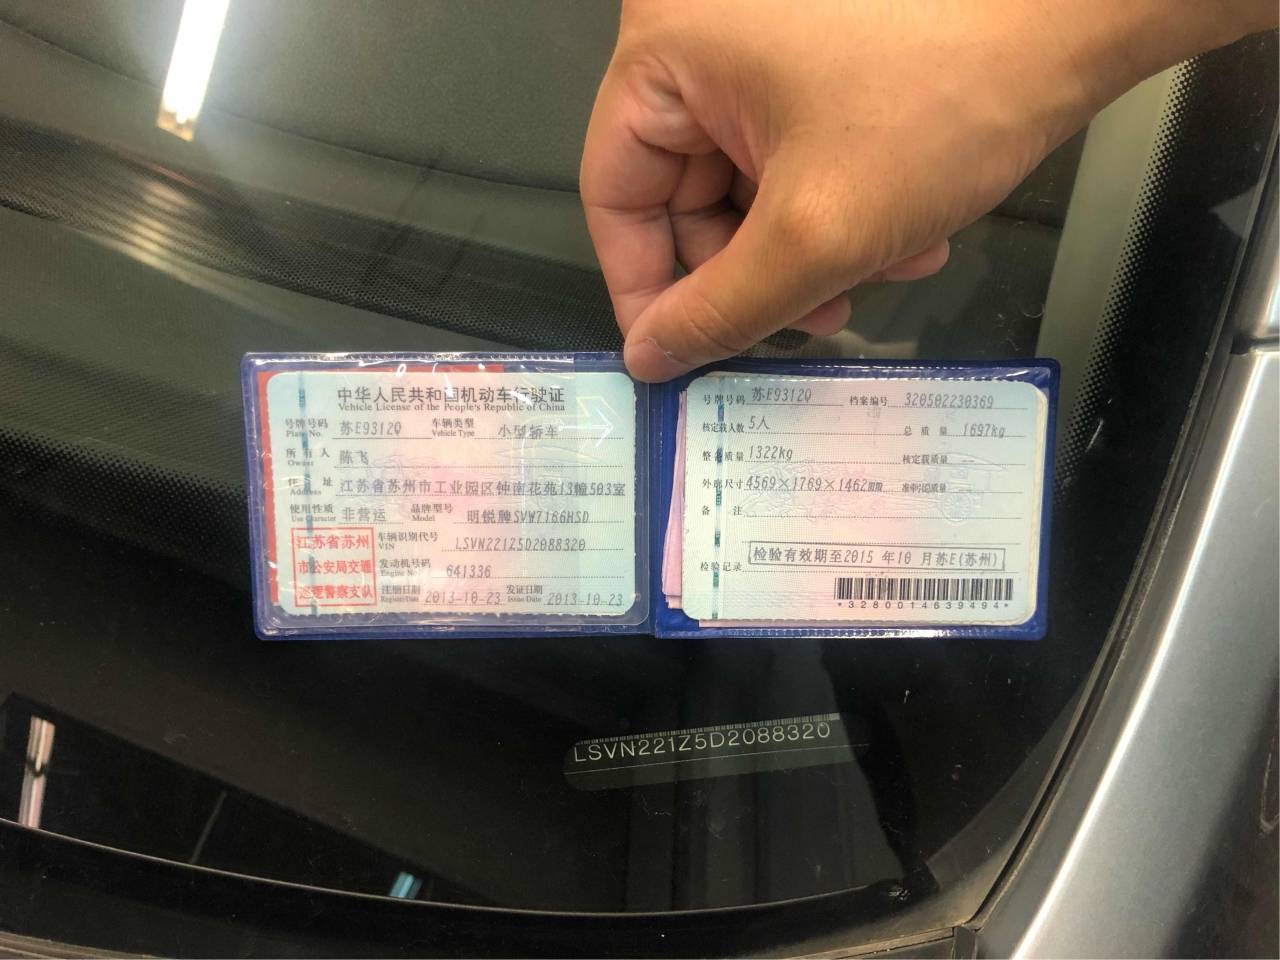 中华人民共和国机动车行驶证
Vehicle License of the People's Republic of China
号牌号码 苏E9312Q 车辆类型 小型轿车
Plate No. Vehicle Type
所有人 陈飞
Owner
住址 江苏省苏州市工业园区钟南花苑13幢503室
Address
使用性质 非营运 品牌型号 明锐牌SVW7166HSD
Use Character Model
江苏省苏州
市公安局交通
巡逻警察支队
车辆识别代号 LSVN221Z5D2088320
VIN
发动机号码 641336
Engine No.
注册日期 2013-10-23 发证日期 2013-10-23
Register Date Issue Date
号牌号码 苏E9312Q 档案编号 320502230369
核定载人数 5人 总质量 1697kg
整备质量 1322kg 核定载质量 --
外廓尺寸 4569×1769×1462mm 准牵引总质量 --
备注
检验记录 检验有效期至2015 年10 月苏E(苏州)
*3280014639494*
LSVN221Z5D2088320